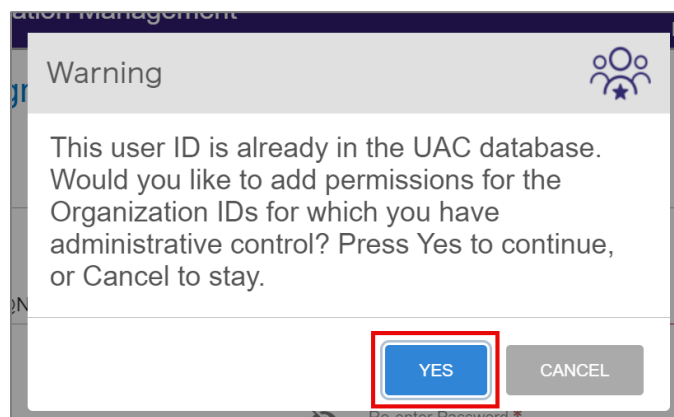 ation Management
Warning
This user ID is already in the UAC database.
Would you like to add permissions for the
Organization IDs for which you have
administrative control? Press Yes to continue,
or Cancel to stay.
YES
CANCEL
Re-enter Password *